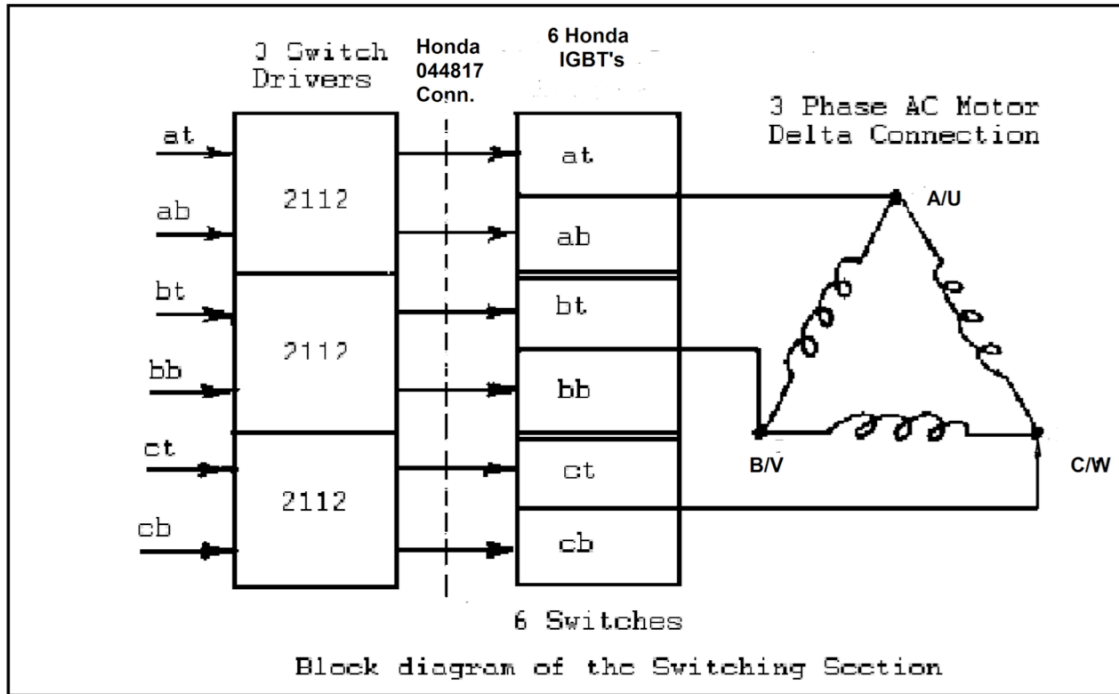 3 Switch
Drivers
Honda
044817
Conn.
6 Honda
IGBT's
3 Phase AC Motor
Delta Connection
at
ab
bt
bb
ct
cb
2112
2112
2112
at
ab
bt
bb
ct
cb
A/U
B/V
C/W
6 Switches
Block diagram of the Switching Section